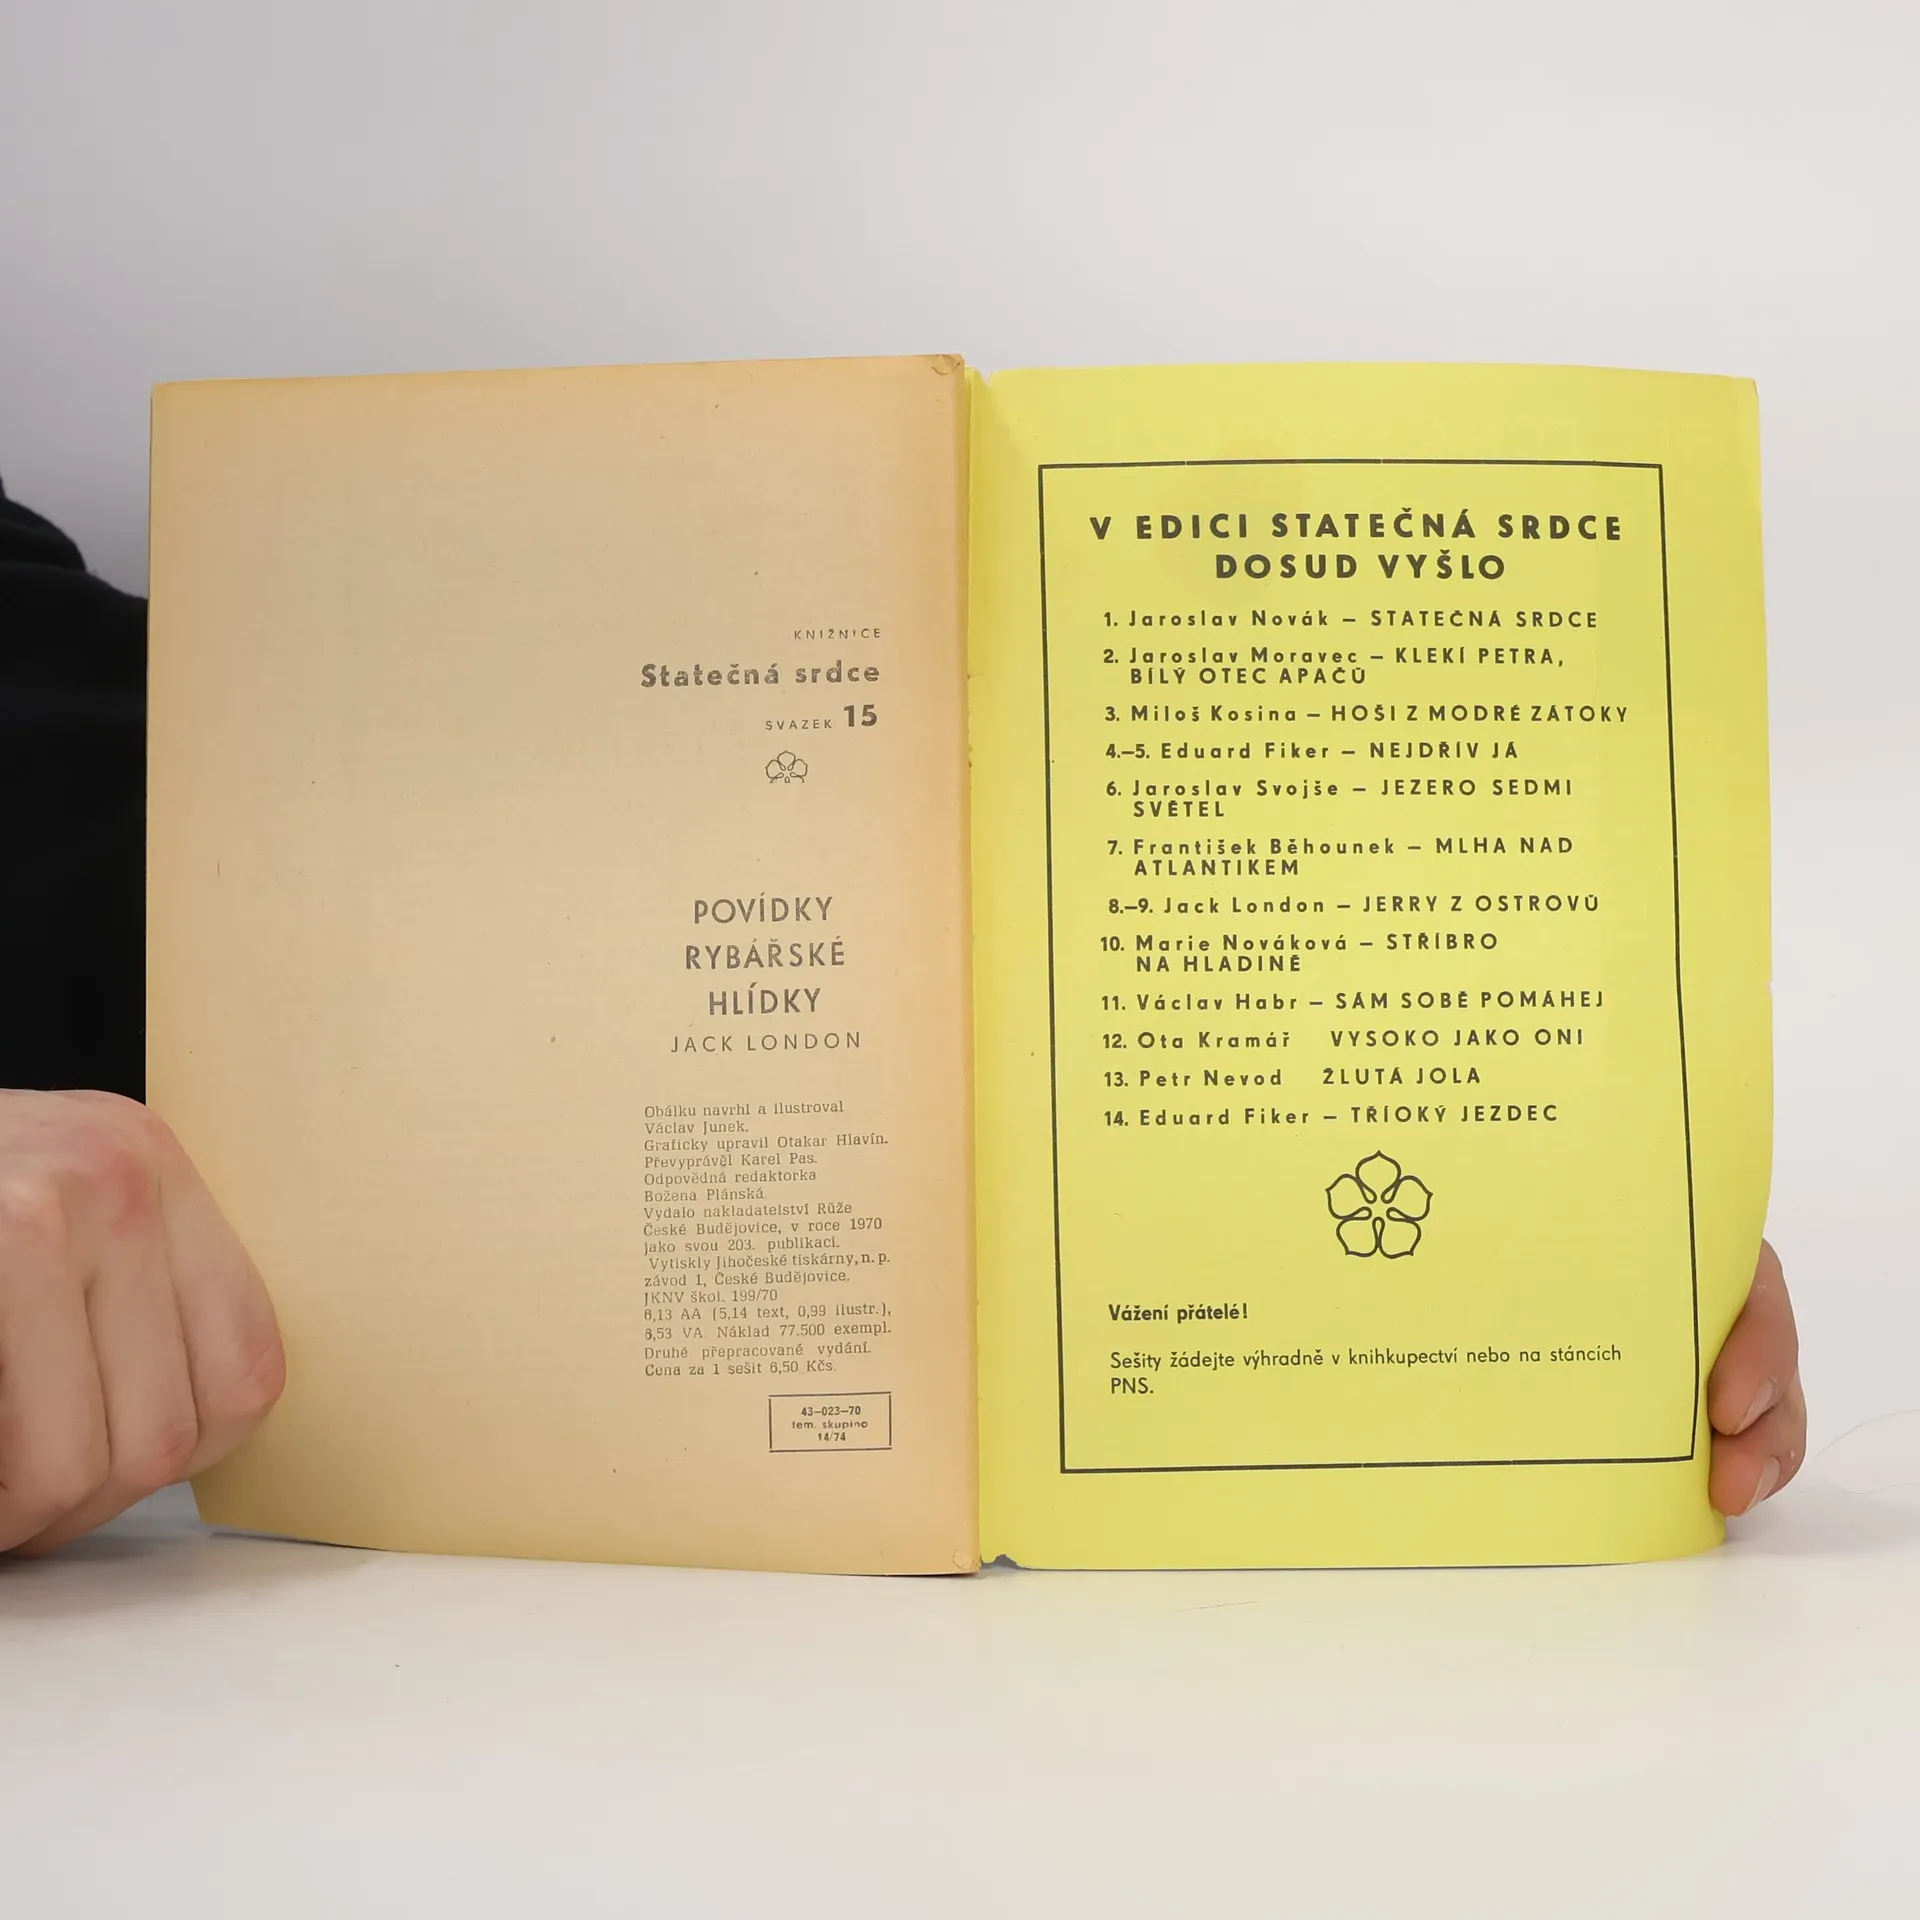 KNIŽNICE
Statečná srdce
SVAZEK 15
POVÍDKY
RYBÁŘSKÉ
HLÍDKY
JACK LONDON
Obálku navrhl a ilustroval
Václav Junek.
Graficky upravil Otakar Hlavín.
Převyprávěl Karel Pas.
Odpovědná redaktorka
Božena Plánská
Vydalo nakladatelství Růže
České Budějovice, v roce 1970
jako svou 203. publikaci.
Vytiskly Jihočeské tiskárny, n. p.
závod 1, České Budějovice.
JKNV škol. 199/70
6,13 AA (5,14 text, 0,99 ilustr.),
6,53 VA. Náklad 77.500 exempl.
Druhé přepracované vydání.
Cena za 1 sešit 6,50 Kčs.
43–023–70
tem. skupina
14/74
V EDICI STATEČNÁ SRDCE
DOSUD VYŠLO
1. Jaroslav Novák – STATEČNÁ SRDCE
2. Jaroslav Moravec – KLEKÍ PETRA,
BÍLÝ OTEC APAČŮ
3. Miloš Kosina – HOŠI Z MODRÉ ZÁTOKY
4.–5. Eduard Fiker – NEJDŘÍV JÁ
6. Jaroslav Svojše – JEZERO SEDMI
SVĚTEL
7. František Běhounek – MLHA NAD
ATLANTIKEM
8.–9. Jack London – JERRY Z OSTROVŮ
10. Marie Nováková – STŘÍBRO
NA HLADINĚ
11. Václav Habr – SÁM SOBĚ POMÁHEJ
12. Ota Kramář VYSOKO JAKO ONI
13. Petr Nevod ŽLUTÁ JOLA
14. Eduard Fiker – TŘÍOKÝ JEZDEC
Vážení přátelé!
Sešity žádejte výhradně v knihkupectví nebo na stáncích
PNS.